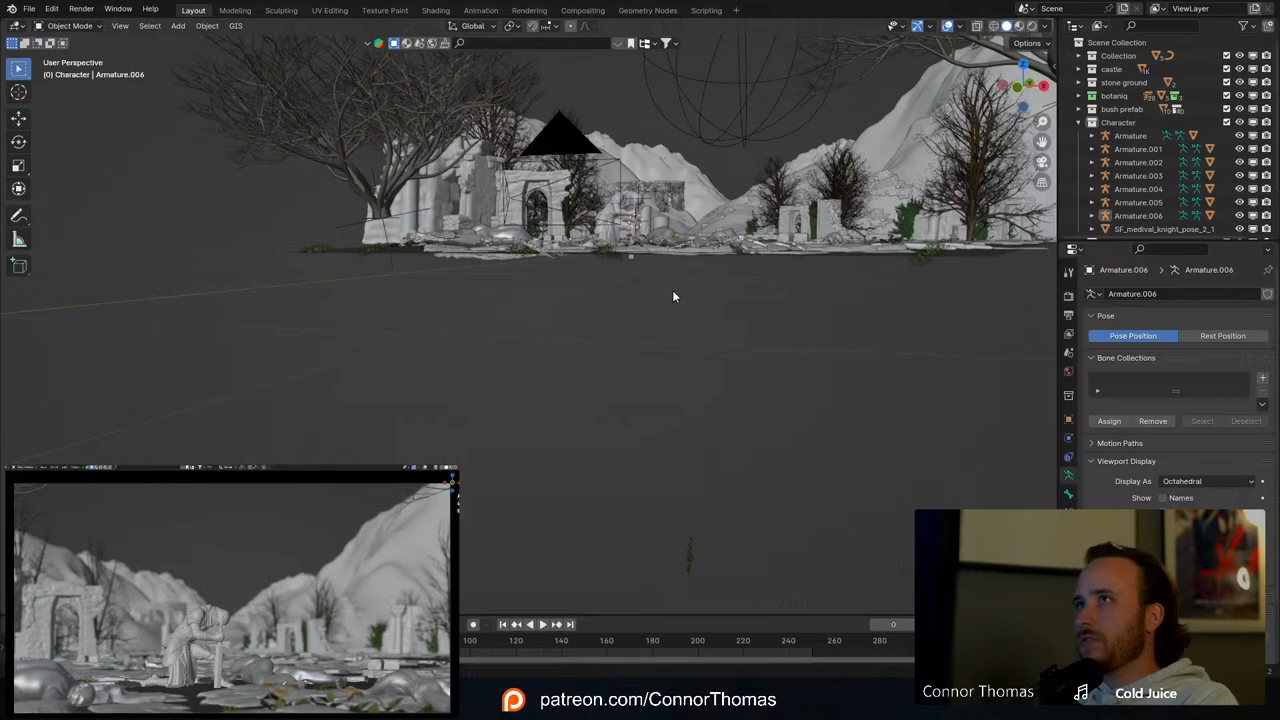 File Edit Render Window Help Layout Modeling Sculpting UV Editing Texture Paint Shading Animation Rendering Compositing Geometry Nodes Scripting + Scene ViewLayer
Object Mode View Select Add Object GIS Global
Options
User Perspective
(0) Character | Armature.006
Scene Collection
Collection
castle
stone ground
botaniq
bush prefab
Character
Armature
Armature.001
Armature.002
Armature.003
Armature.004
Armature.005
Armature.006
SF_medival_knight_pose_2_1
Armature.006 Armature.006
Armature.006
Pose
Pose Position Rest Position
Bone Collections
Assign Remove Select Deselect
Motion Paths
Viewport Display
Display As Octahedral
Show Names
0
100 120 140 160 180 200 220 240 260 280
patreon.com/ConnorThomas
Connor Thomas
Cold Juice